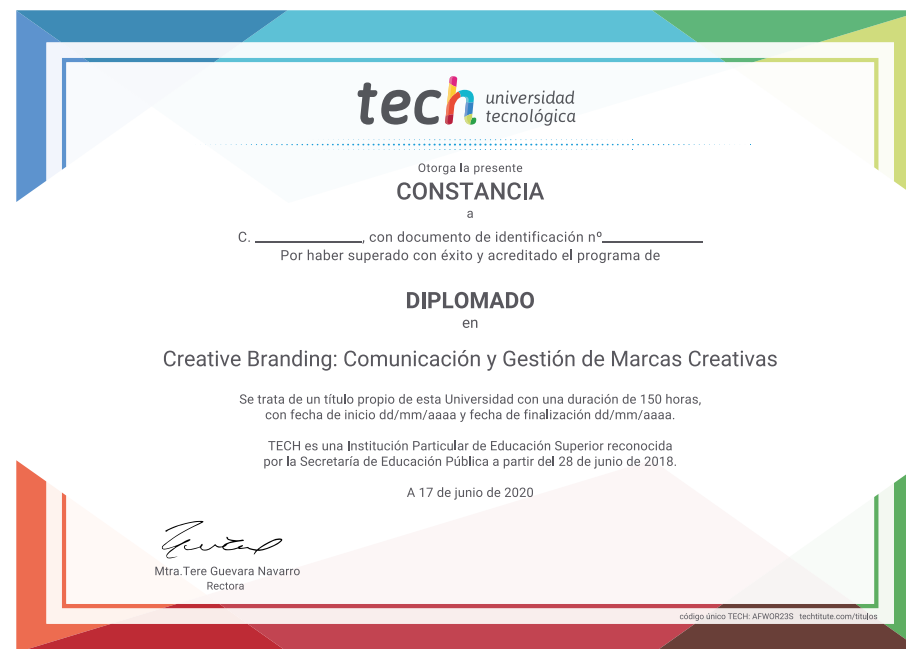 tech universidad
tecnológica
Otorga la presente
CONSTANCIA
a
C. ____________, con documento de identificación nº____________
Por haber superado con éxito y acreditado el programa de
DIPLOMADO
en
Creative Branding: Comunicación y Gestión de Marcas Creativas
Se trata de un título propio de esta Universidad con una duración de 150 horas,
con fecha de inicio dd/mm/aaaa y fecha de finalización dd/mm/aaaa.
TECH es una Institución Particular de Educación Superior reconocida
por la Secretaría de Educación Pública a partir del 28 de junio de 2018.
A 17 de junio de 2020
Mtra.Tere Guevara Navarro
Rectora
código único TECH: AFWOR23S techtitute.com/titulos